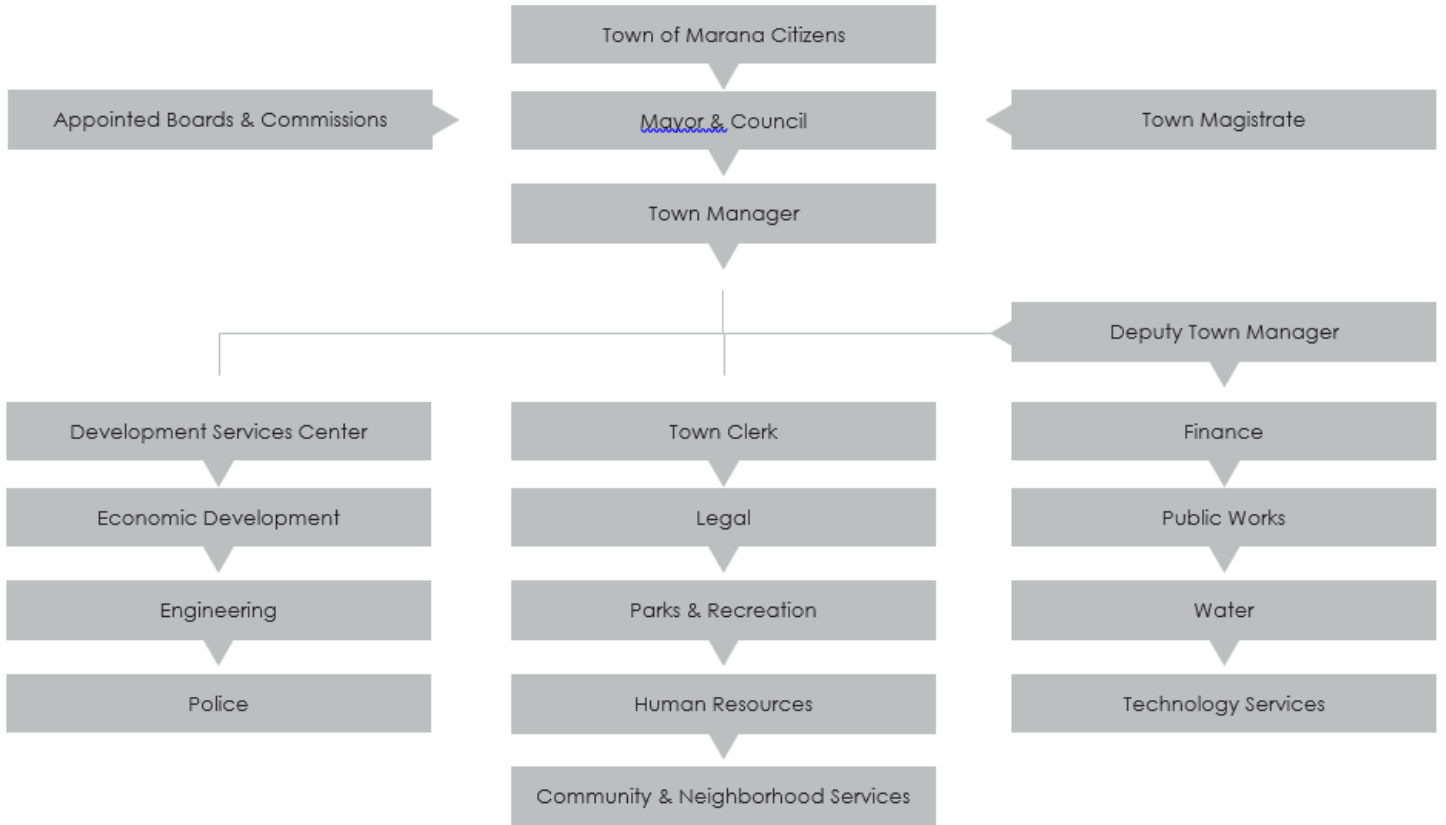 Town of Marana Citizens
Appointed Boards & Commissions
Mayor & Council
Town Magistrate
Town Manager
Deputy Town Manager
Development Services Center
Town Clerk
Finance
Economic Development
Legal
Public Works
Engineering
Parks & Recreation
Water
Police
Human Resources
Technology Services
Community & Neighborhood Services